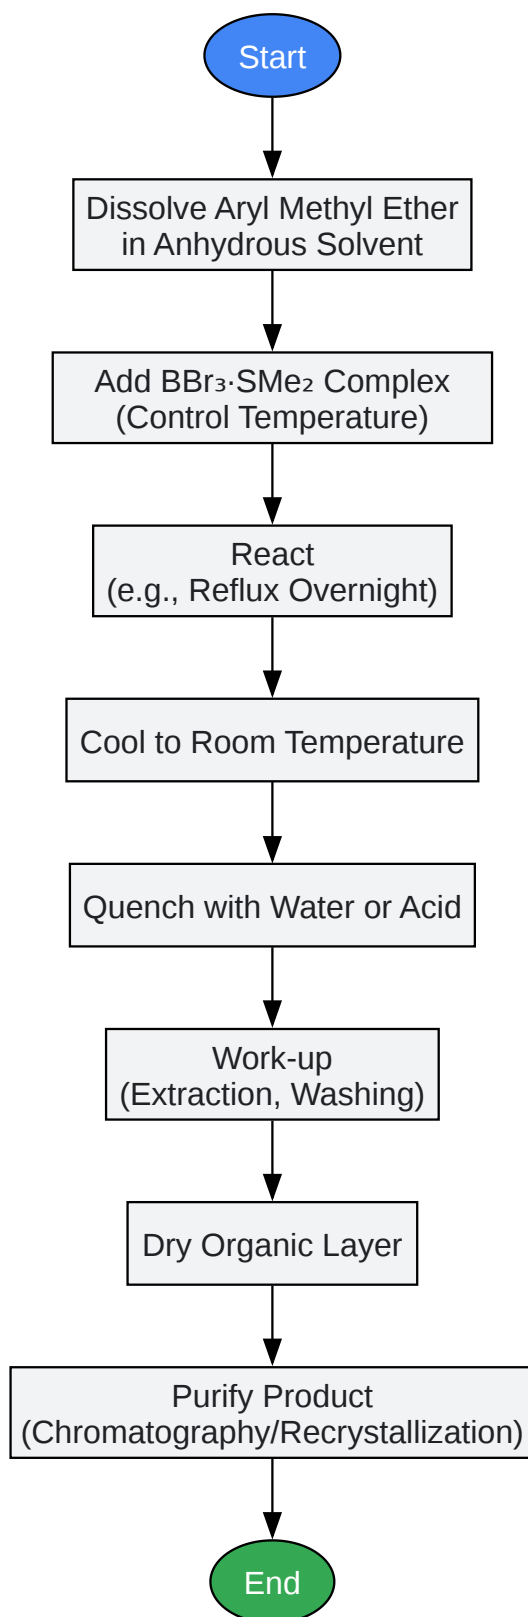 Start
Dissolve Aryl Methyl Ether
in Anhydrous Solvent
Add BBr₃·SMe₂ Complex
(Control Temperature)
React
(e.g., Reflux Overnight)
Cool to Room Temperature
Quench with Water or Acid
Work-up
(Extraction, Washing)
Dry Organic Layer
Purify Product
(Chromatography/Recrystallization)
End